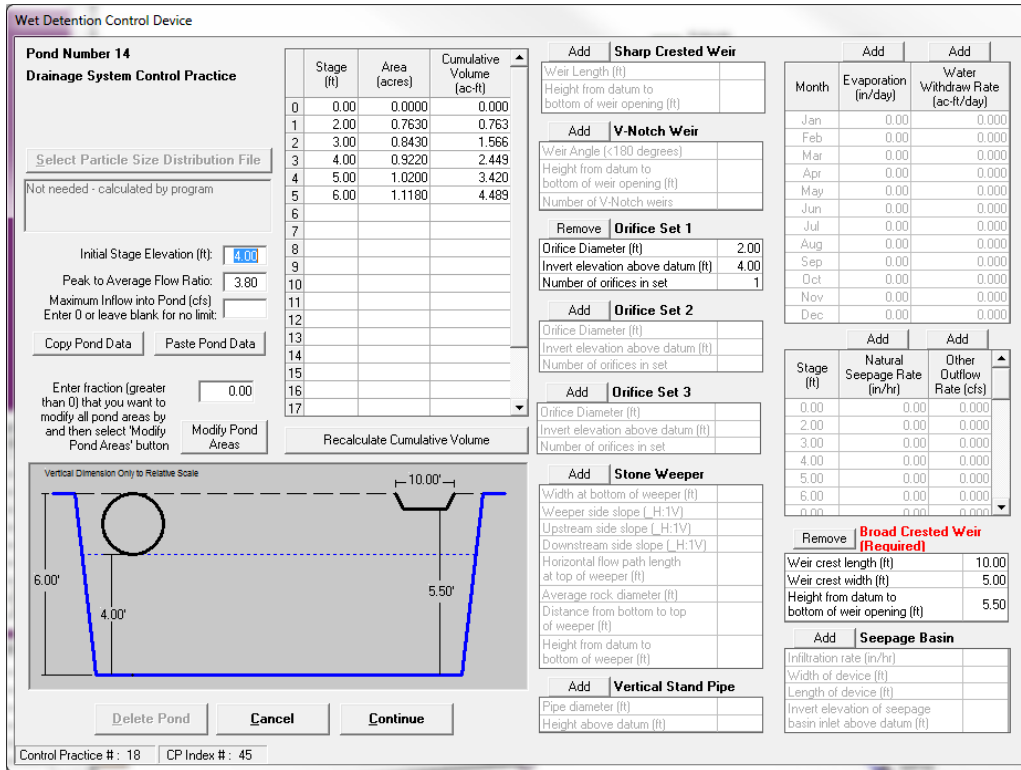 Wet Detention Control Device
Pond Number 14
Drainage System Control Practice
Select Particle Size Distribution File
Not needed - calculated by program
Initial Stage Elevation (ft): 4.00
Peak to Average Flow Ratio: 3.80
Maximum Inflow into Pond (cfs)
Enter 0 or leave blank for no limit:
Copy Pond Data Paste Pond Data
Enter fraction (greater
than 0) that you want to
modify all pond areas by
and then select 'Modify
Pond Areas' button
0.00
Modify Pond
Areas
Stage
(ft)
Area
(acres)
Cumulative
Volume
(ac-ft)
0 0.00 0.0000 0.000
1 2.00 0.7630 0.763
2 3.00 0.8430 1.566
3 4.00 0.9220 2.449
4 5.00 1.0200 3.420
5 6.00 1.1180 4.489
6
7
8
9
10
11
12
13
14
15
16
17
Recalculate Cumulative Volume
Vertical Dimension Only to Relative Scale
10.00'
6.00'
4.00'
5.50'
Delete Pond Cancel Continue
Control Practice # : 18 CP Index # : 45
Add Sharp Crested Weir
Weir Length (ft)
Height from datum to
bottom of weir opening (ft)
Add V-Notch Weir
Weir Angle (<180 degrees)
Height from datum to
bottom of weir opening (ft)
Number of V-Notch weirs
Remove Orifice Set 1
Orifice Diameter (ft) 2.00
Invert elevation above datum (ft) 4.00
Number of orifices in set 1
Add Orifice Set 2
Orifice Diameter (ft)
Invert elevation above datum (ft)
Number of orifices in set
Add Orifice Set 3
Orifice Diameter (ft)
Invert elevation above datum (ft)
Number of orifices in set
Add Stone Weeper
Width at bottom of weeper (ft)
Weeper side slope (_H:1V)
Upstream side slope (_H:1V)
Downstream side slope (_H:1V)
Horizontal flow path length
at top of weeper (ft)
Average rock diameter (ft)
Distance from bottom to top
of weeper (ft)
Height from datum to
bottom of weeper (ft)
Add Vertical Stand Pipe
Pipe diameter (ft)
Height above datum (ft)
Add Add
Month
Evaporation
(in/day)
Water
Withdraw Rate
(ac-ft/day)
Jan 0.00 0.000
Feb 0.00 0.000
Mar 0.00 0.000
Apr 0.00 0.000
May 0.00 0.000
Jun 0.00 0.000
Jul 0.00 0.000
Aug 0.00 0.000
Sep 0.00 0.000
Oct 0.00 0.000
Nov 0.00 0.000
Dec 0.00 0.000
Add Add
Stage
(ft)
Natural
Seepage Rate
(in/hr)
Other
Outflow
Rate (cfs)
0.00 0.00 0.000
2.00 0.00 0.000
3.00 0.00 0.000
4.00 0.00 0.000
5.00 0.00 0.000
6.00 0.00 0.000
0.00 0.00 0.000
Remove Broad Crested Weir
(Required)
Weir crest length (ft) 10.00
Weir crest width (ft) 5.00
Height from datum to
bottom of weir opening (ft) 5.50
Add Seepage Basin
Infiltration rate (in/hr)
Width of device (ft)
Length of device (ft)
Invert elevation of seepage
basin inlet above datum (ft)